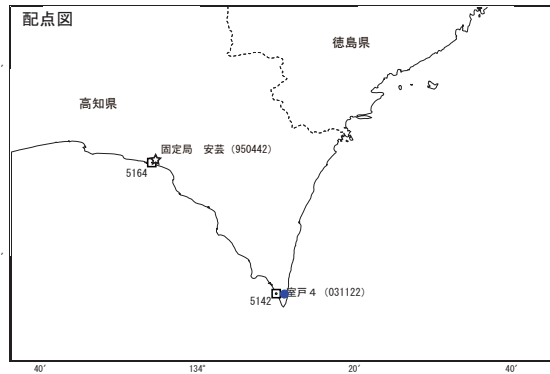 配点図
徳島県
高知県
固定局　安芸（950442）
5164
室戸４（031122）
5142
40′ 134° 20′ 40′